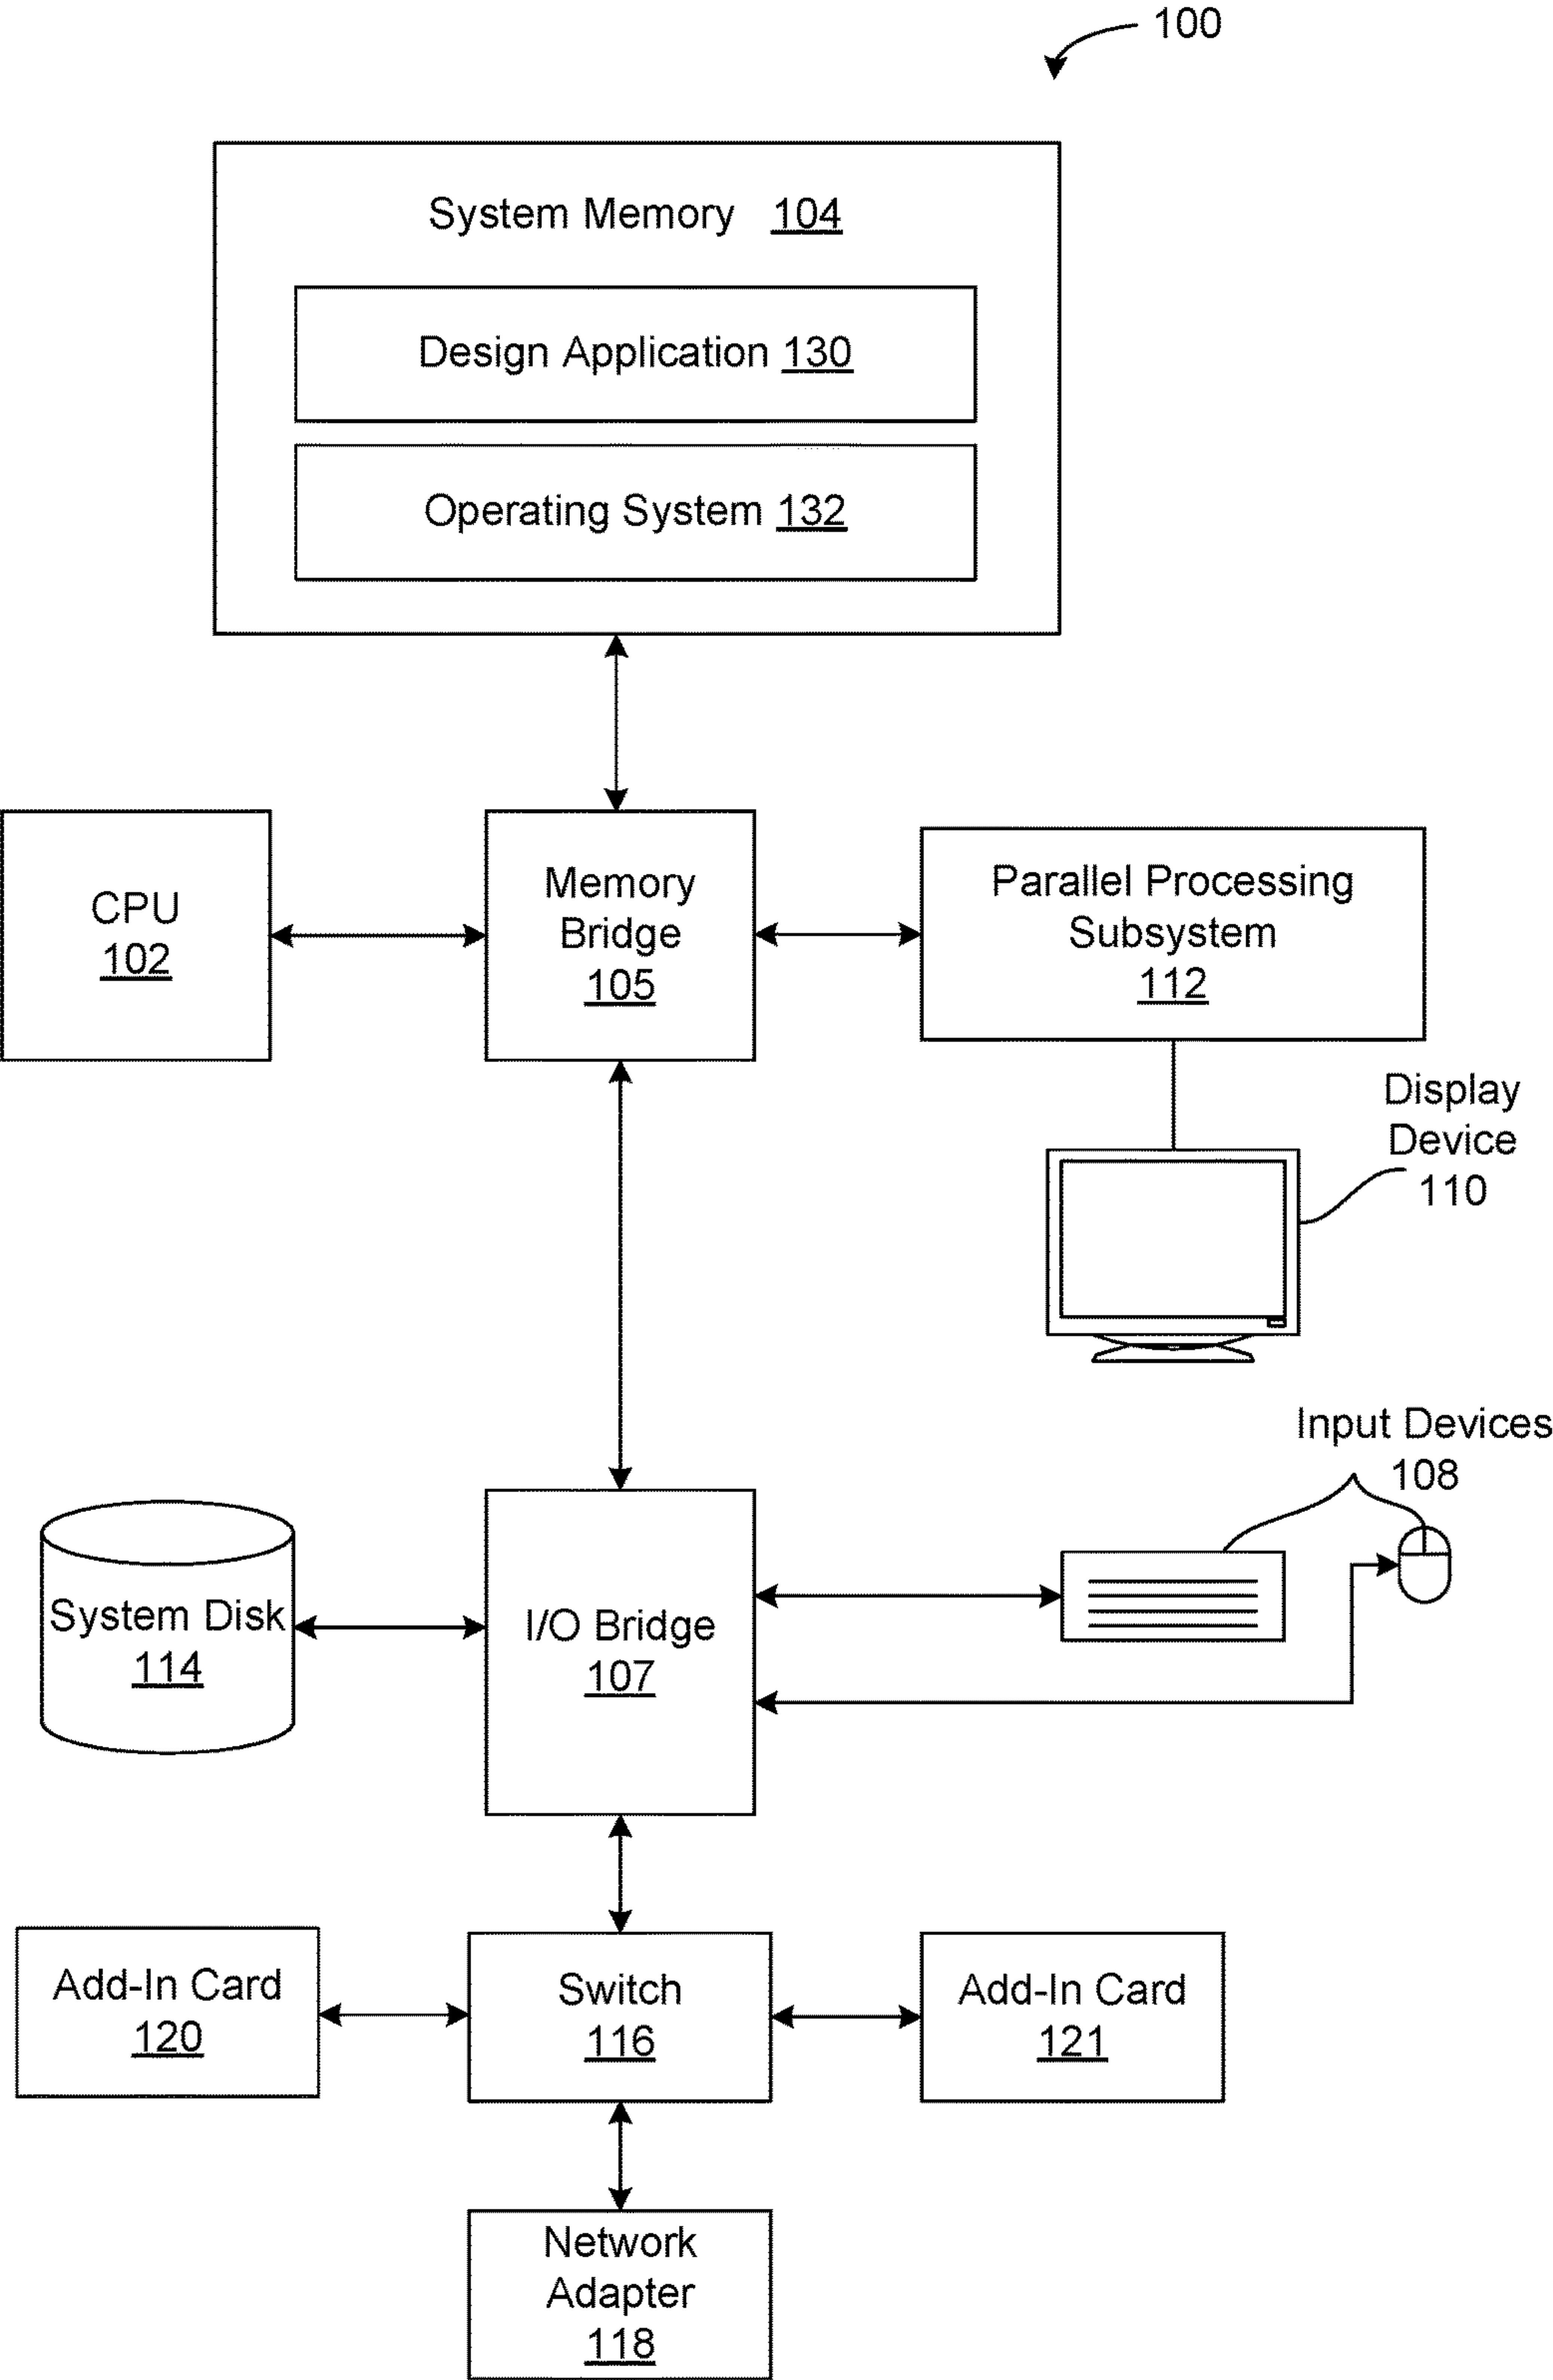 100
System Memory 104
Design Application 130
Operating System 132
CPU
102
Memory
Bridge
105
Parallel Processing
Subsystem
112
Display
Device
110
Input Devices
108
System Disk
114
I/O Bridge
107
Add-In Card
120
Switch
116
Add-In Card
121
Network
Adapter
118